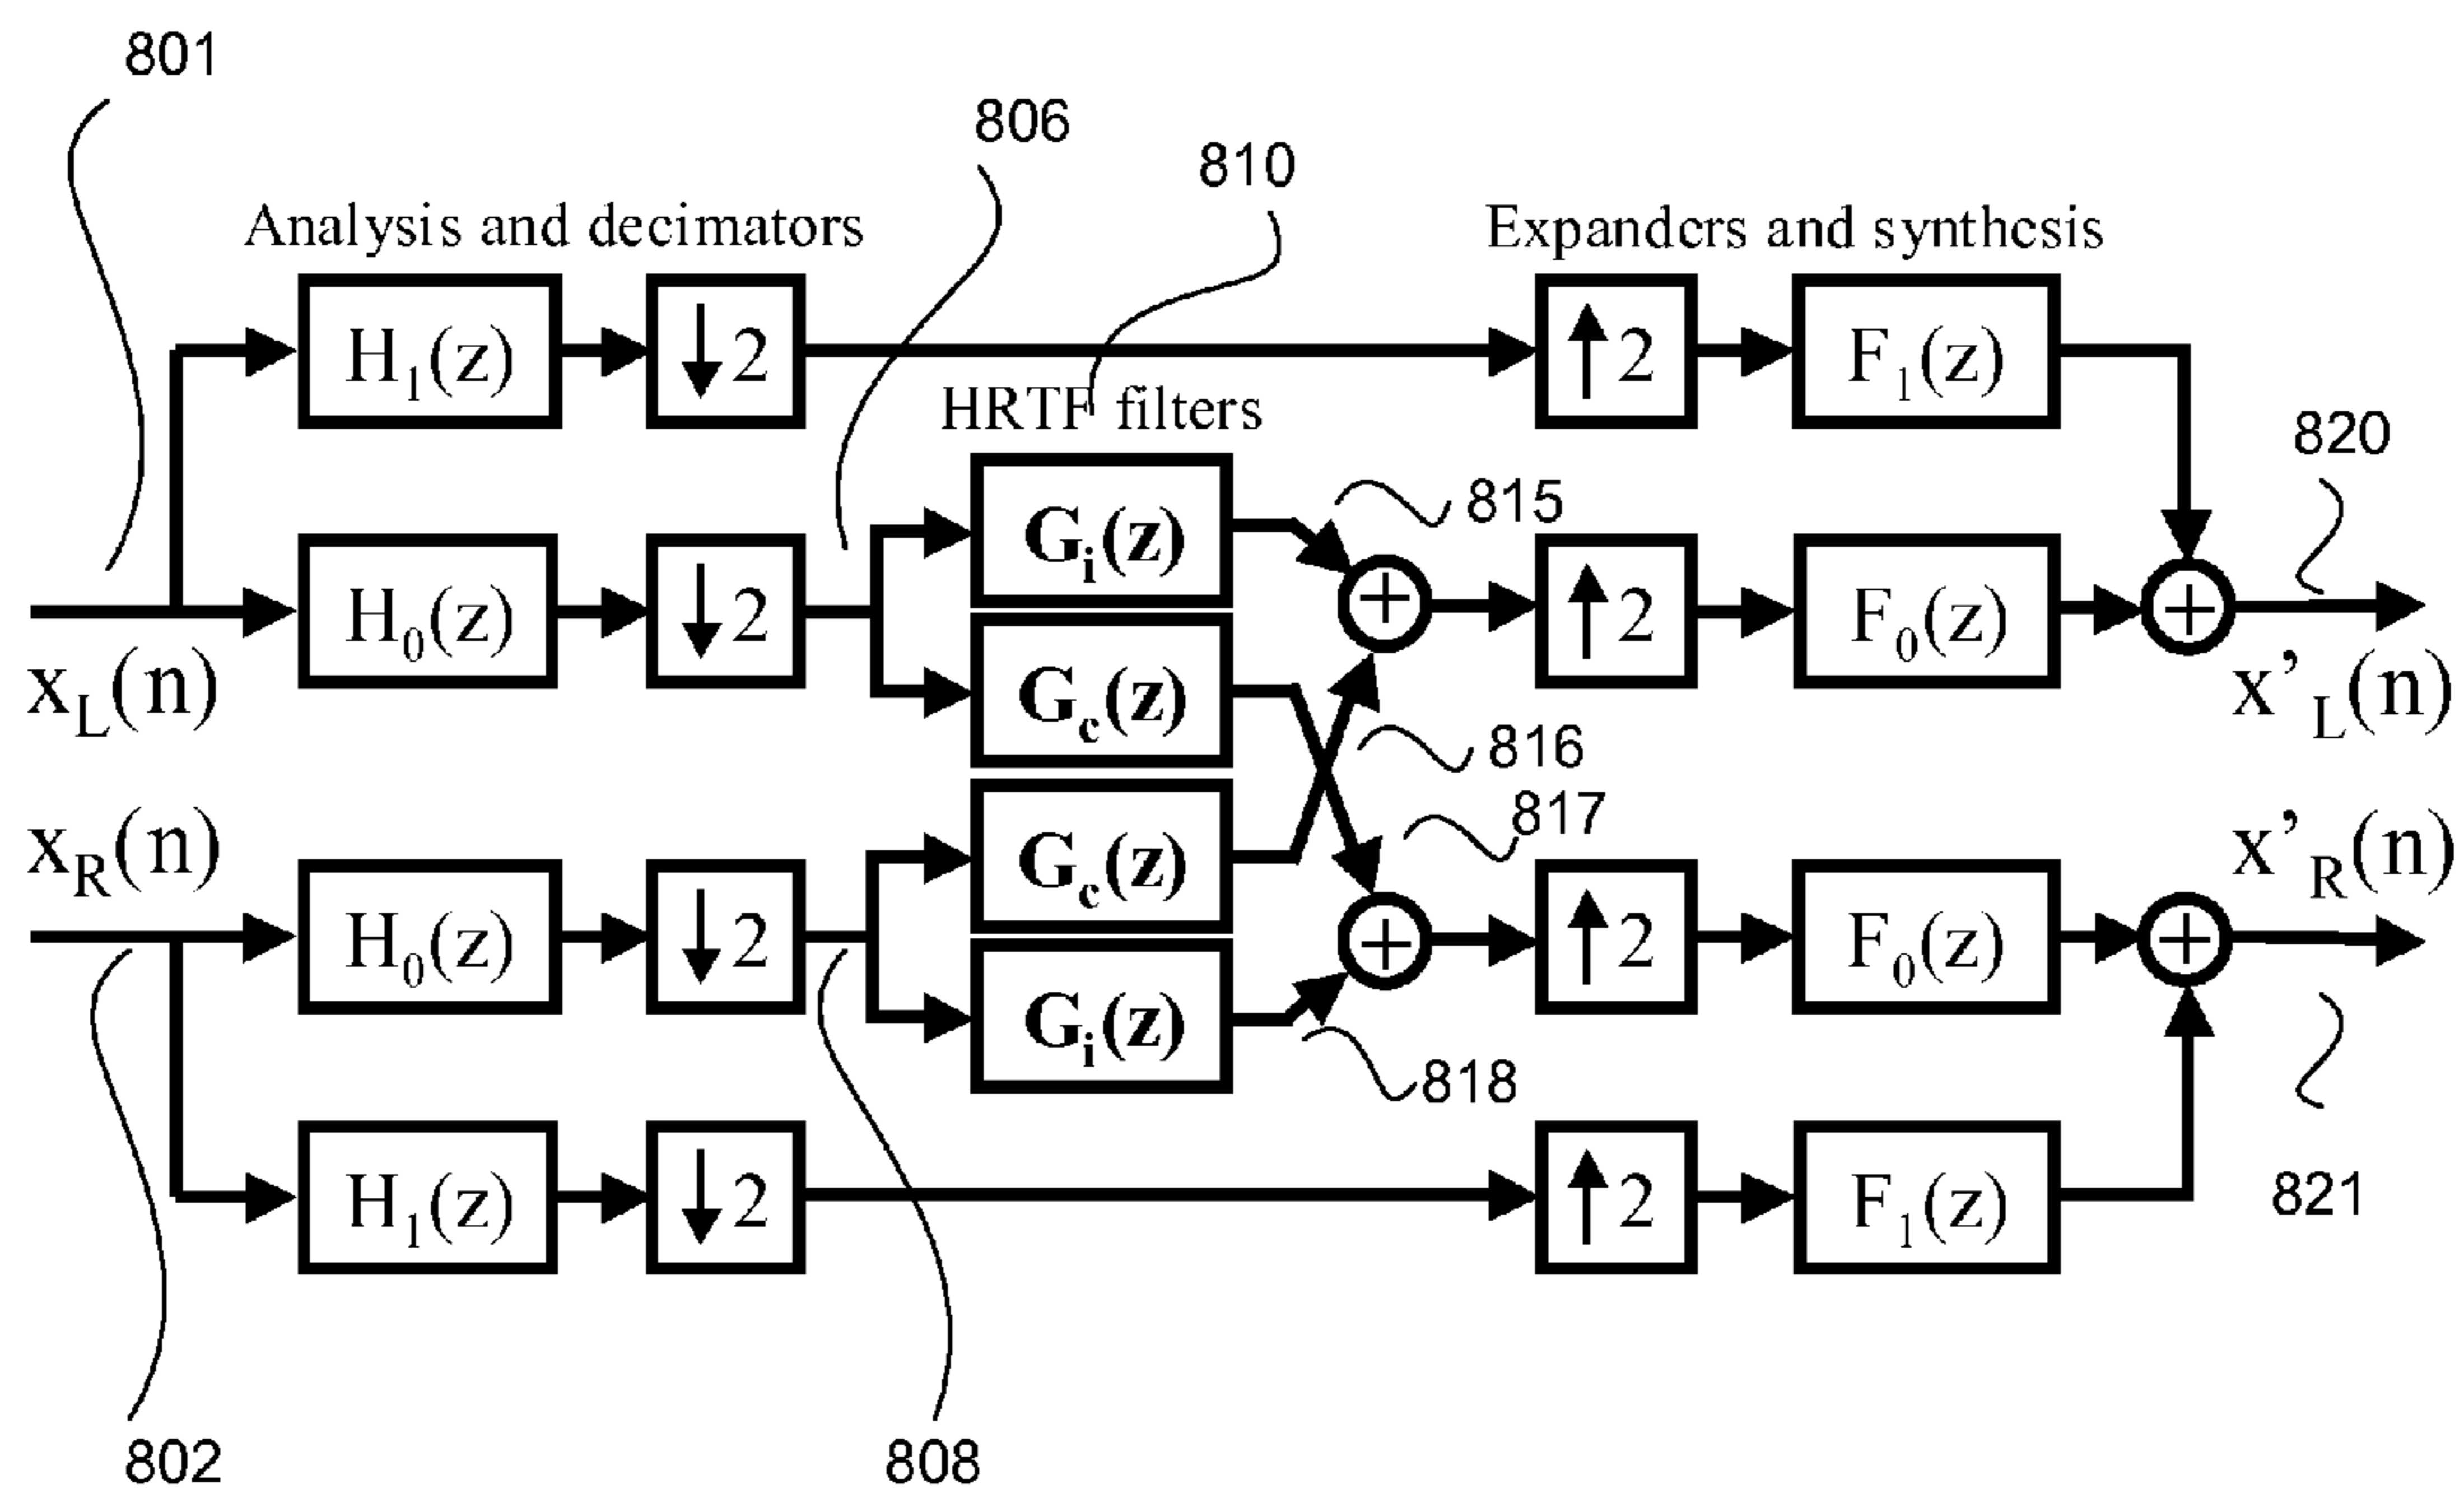 801
806
810
Analysis and decimators
Expanders and synthesis
H1(z)
↓2
↑2
F1(z)
HRTF filters
820
Gi(z)
815
H0(z)
↓2
↑2
F0(z)
xL(n)
Gc(z)
x’L(n)
816
817
xR(n)
Gc(z)
x’R(n)
H0(z)
↓2
↑2
F0(z)
Gi(z)
818
H1(z)
↓2
↑2
F1(z)
821
802
808